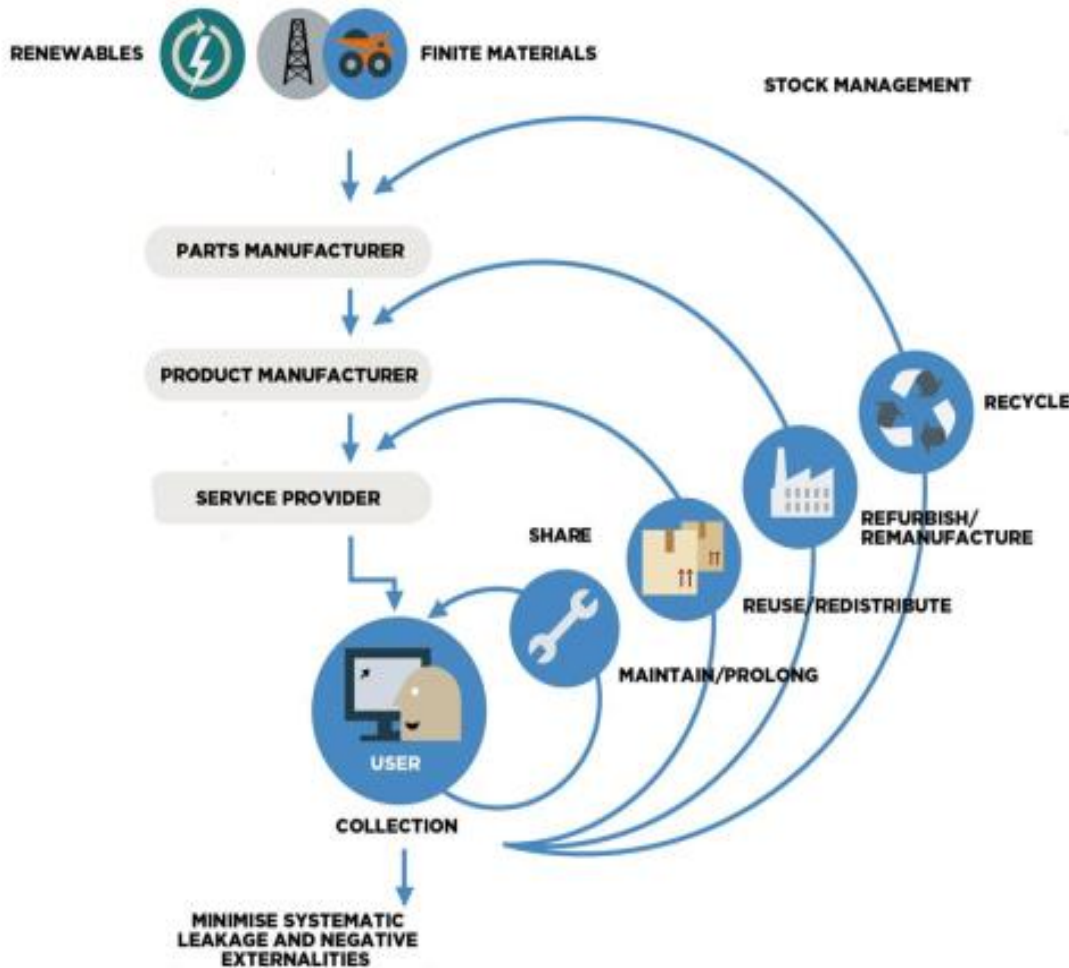 RENEWABLES
FINITE MATERIALS
STOCK MANAGEMENT
PARTS MANUFACTURER
PRODUCT MANUFACTURER
RECYCLE
SERVICE PROVIDER
REFURBISH/
REMANUFACTURE
SHARE
REUSE/REDISTRIBUTE
MAINTAIN/PROLONG
USER
COLLECTION
MINIMISE SYSTEMATIC
LEAKAGE AND NEGATIVE
EXTERNALITIES